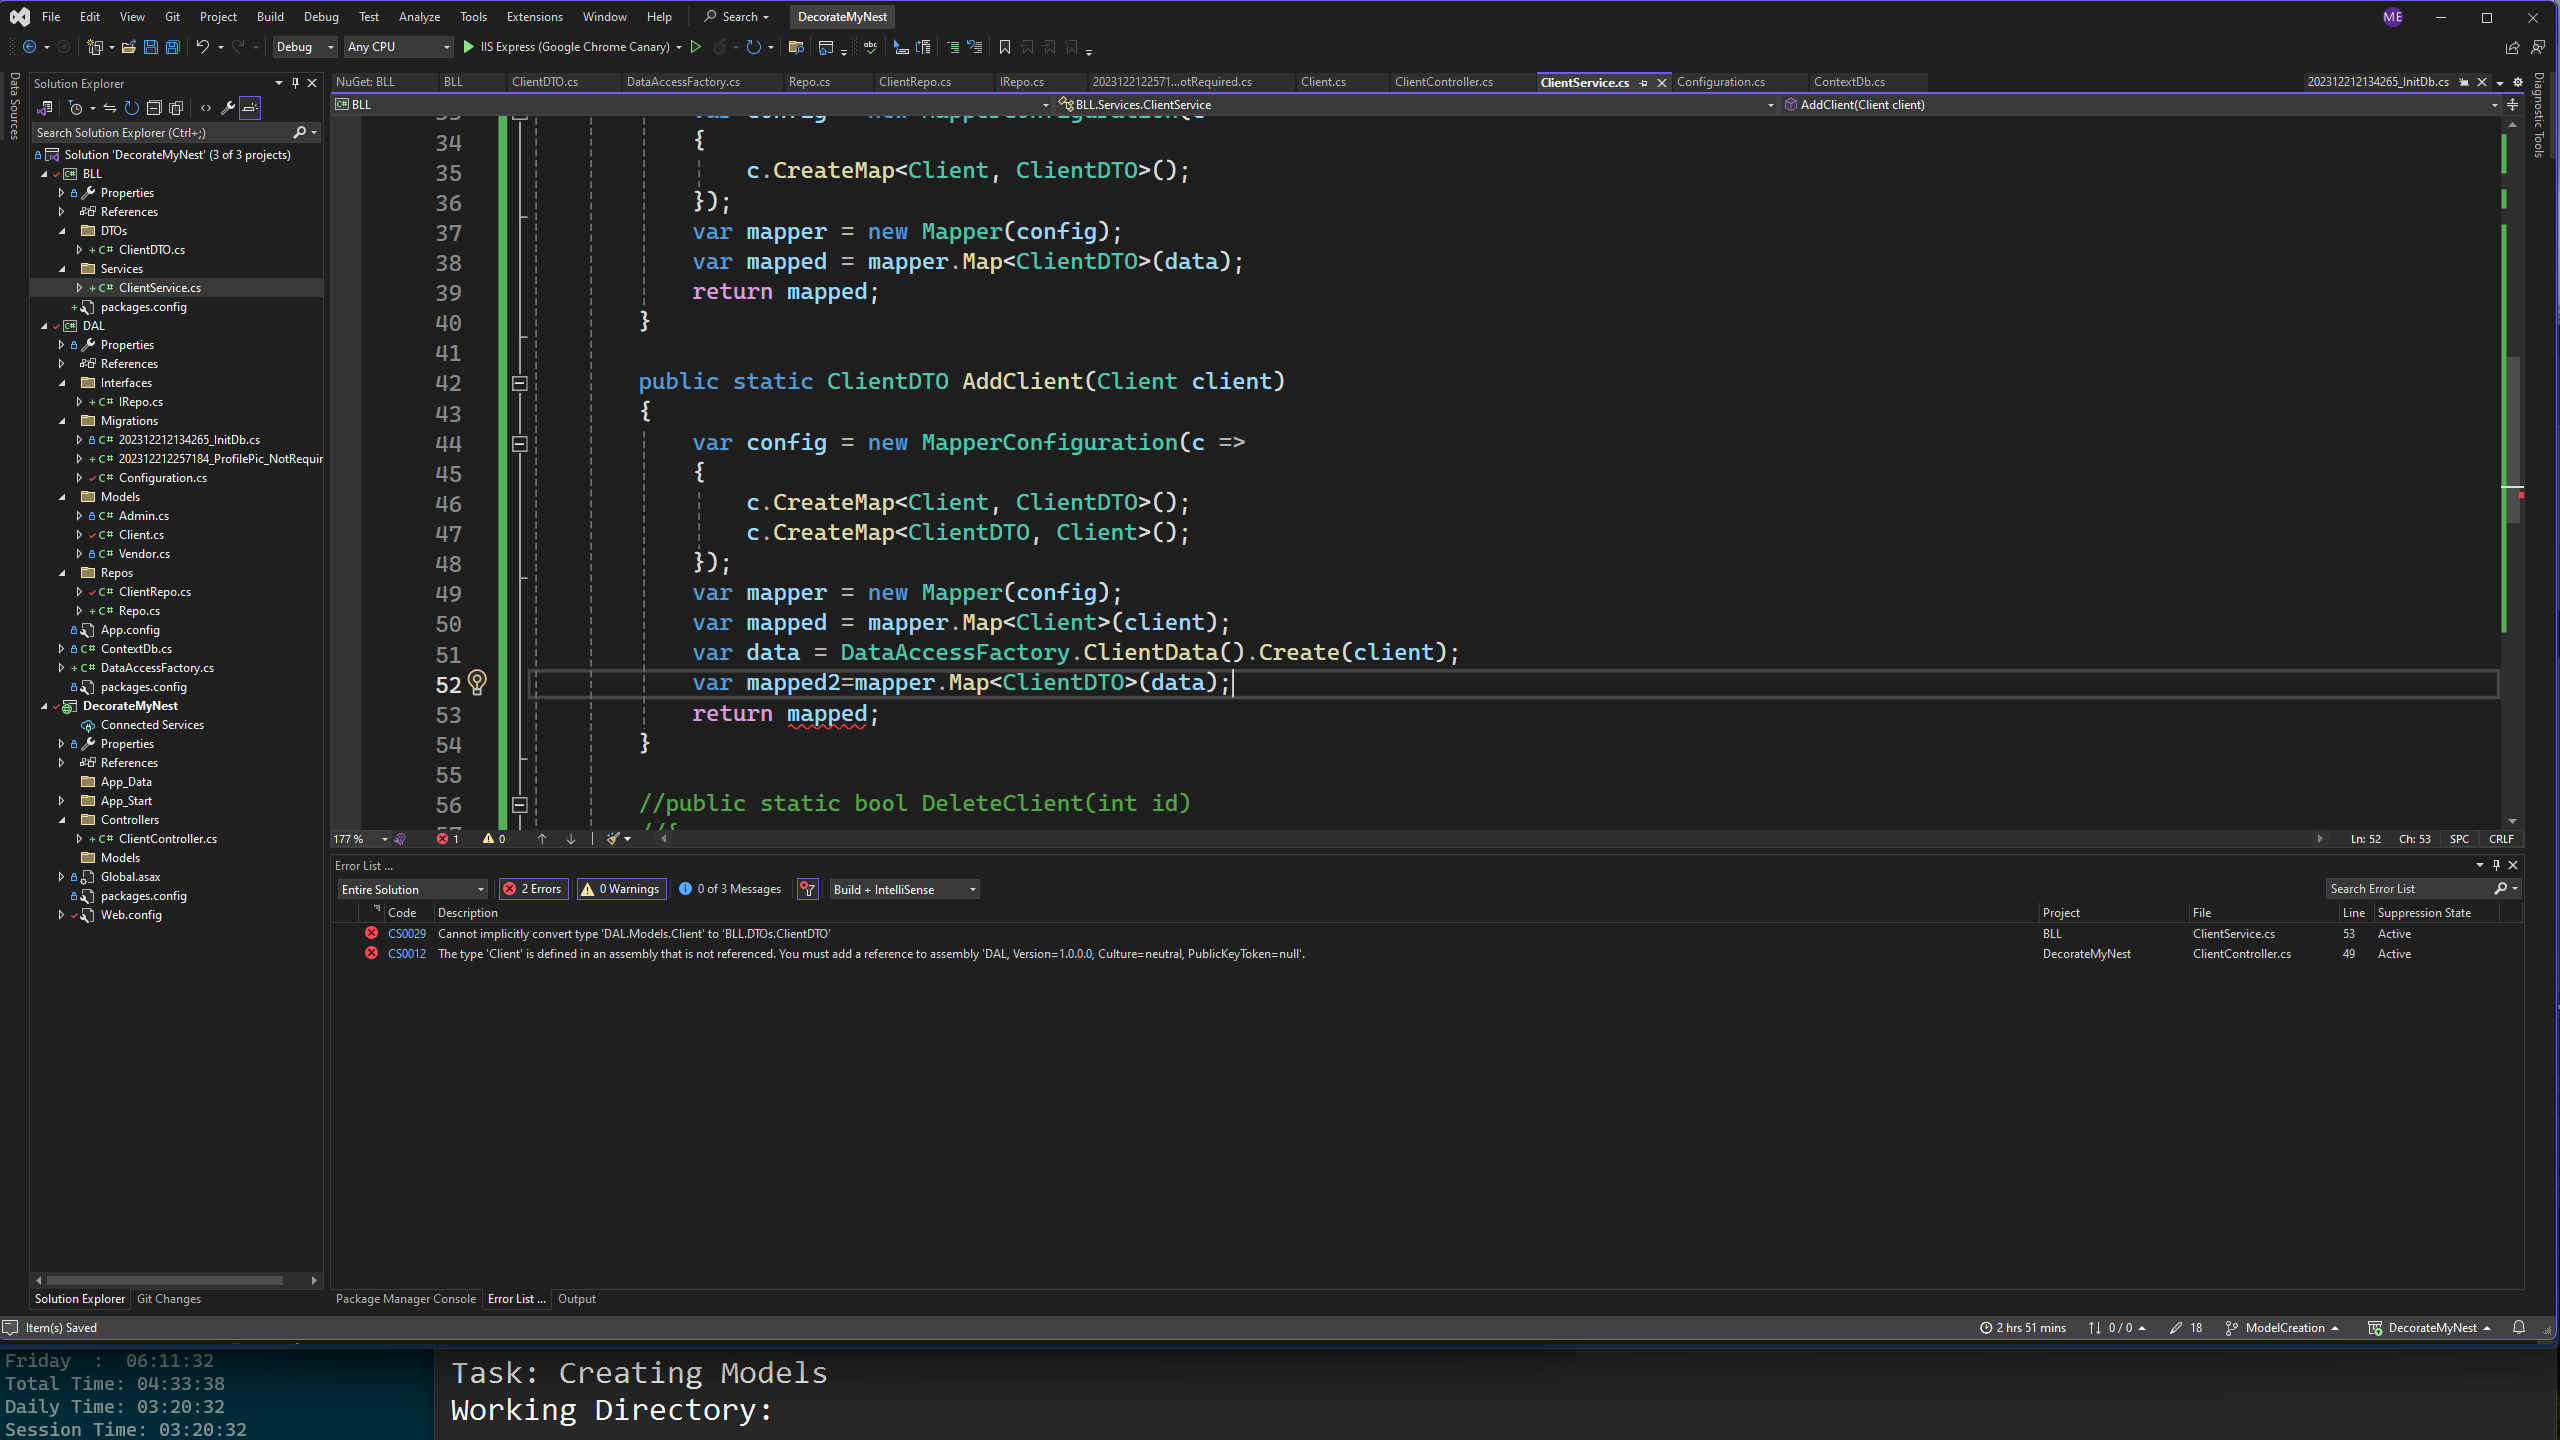 File Edit View Git Project Build Debug Test Analyze Tools Extensions Window Help Search DecorateMyNest ME
Debug Any CPU IIS Express (Google Chrome Canary)
Data Sources
Solution Explorer
Search Solution Explorer (Ctrl+;)
Solution 'DecorateMyNest' (3 of 3 projects)
BLL
Properties
References
DTOs
ClientDTO.cs
Services
ClientService.cs
packages.config
DAL
Properties
References
Interfaces
IRepo.cs
Migrations
202312212134265_InitDb.cs
202312212257184_ProfilePic_NotRequir
Configuration.cs
Models
Admin.cs
Client.cs
Vendor.cs
Repos
ClientRepo.cs
Repo.cs
App.config
ContextDb.cs
DataAccessFactory.cs
packages.config
DecorateMyNest
Connected Services
Properties
References
App_Data
App_Start
Controllers
ClientController.cs
Models
Global.asax
packages.config
Web.config
Solution Explorer Git Changes
NuGet: BLL BLL ClientDTO.cs DataAccessFactory.cs Repo.cs ClientRepo.cs IRepo.cs 2023122122571...otRequired.cs Client.cs ClientController.cs ClientService.cs Configuration.cs ContextDb.cs 202312212134265_InitDb.cs
Diagnostic Tools
BLL BLL.Services.ClientService AddClient(Client client)
34 {
35 c.CreateMap<Client, ClientDTO>();
36 });
37 var mapper = new Mapper(config);
38 var mapped = mapper.Map<ClientDTO>(data);
39 return mapped;
40 }
41
42 public static ClientDTO AddClient(Client client)
43 {
44 var config = new MapperConfiguration(c =>
45 {
46 c.CreateMap<Client, ClientDTO>();
47 c.CreateMap<ClientDTO, Client>();
48 });
49 var mapper = new Mapper(config);
50 var mapped = mapper.Map<Client>(client);
51 var data = DataAccessFactory.ClientData().Create(client);
52 var mapped2=mapper.Map<ClientDTO>(data);
53 return mapped;
54 }
55
56 //public static bool DeleteClient(int id)
177 % 1 0 Ln: 52 Ch: 53 SPC CRLF
Error List ...
Entire Solution 2 Errors 0 Warnings 0 of 3 Messages Build + IntelliSense Search Error List
Code Description Project File Line Suppression State
CS0029 Cannot implicitly convert type 'DAL.Models.Client' to 'BLL.DTOs.ClientDTO' BLL ClientService.cs 53 Active
CS0012 The type 'Client' is defined in an assembly that is not referenced. You must add a reference to assembly 'DAL, Version=1.0.0.0, Culture=neutral, PublicKeyToken=null'. DecorateMyNest ClientController.cs 49 Active
Package Manager Console Error List ... Output
Item(s) Saved 2 hrs 51 mins 0 / 0 18 ModelCreation DecorateMyNest
Friday : 06:11:32
Total Time: 04:33:38
Daily Time: 03:20:32
Session Time: 03:20:32
Task: Creating Models
Working Directory: